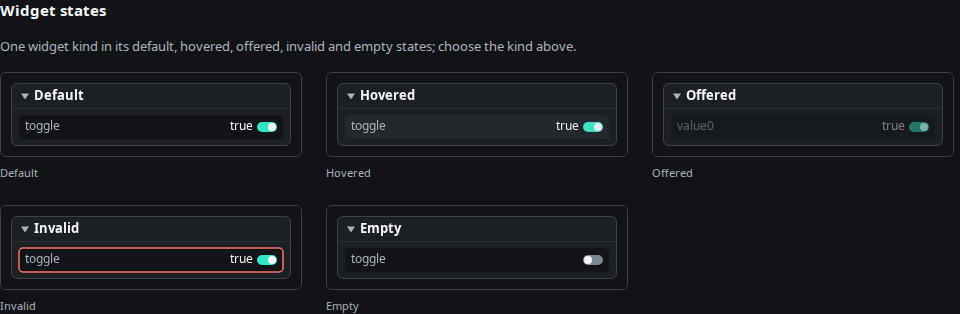 Widget states
One widget kind in its default, hovered, offered, invalid and empty states; choose the kind above.
Default
toggle true
Default
Hovered
toggle true
Hovered
Offered
value0 true
Offered
Invalid
toggle true
Invalid
Empty
toggle
Empty